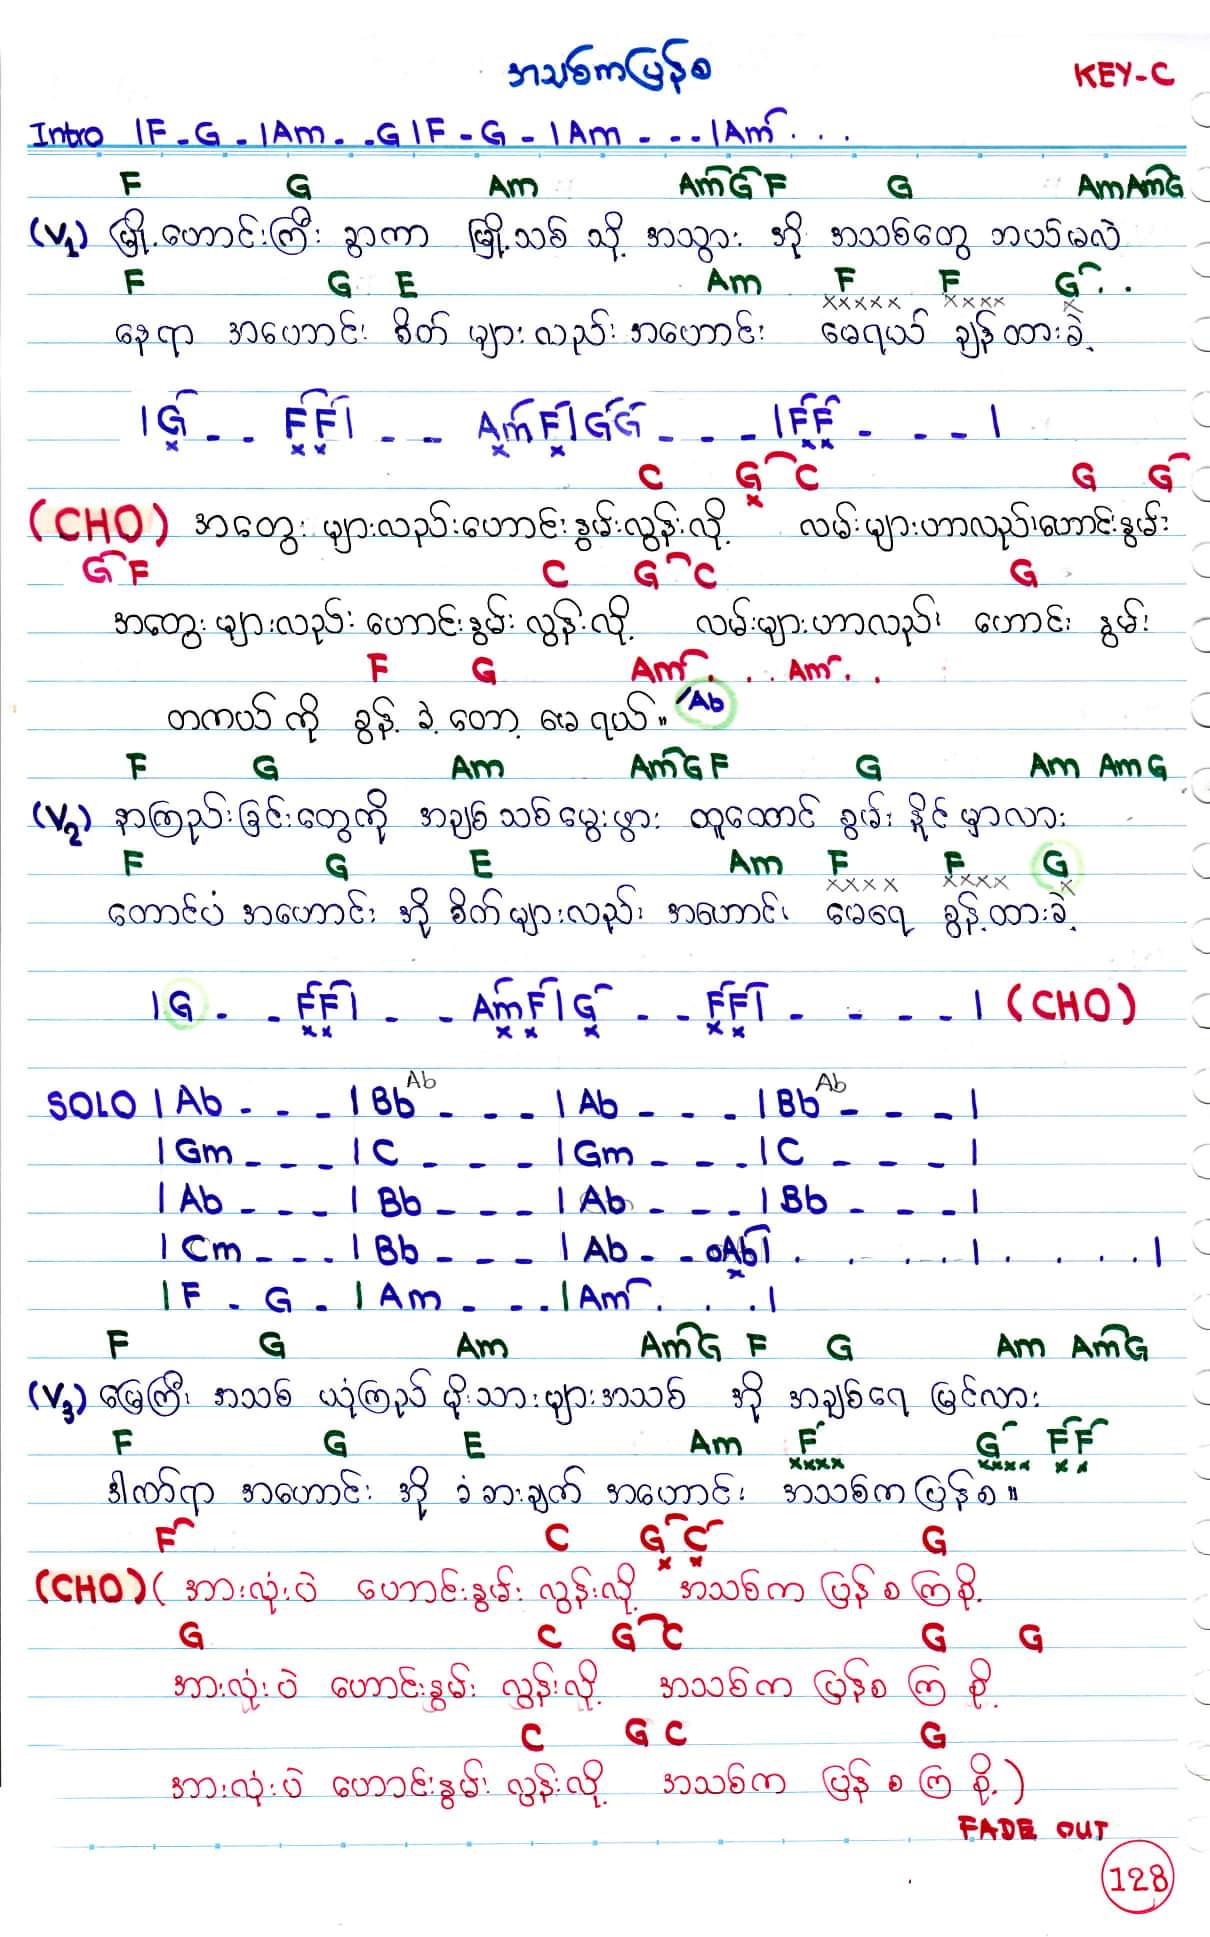 အသစ်ကပြန်စ
KEY-C
Intro |F - G - |Am - - G|F - G - |Am - - - |Am . . .
F G Am Am G F G Am Am G
(V1) မြို့ဟောင်းကြီး ခွာကာ မြို့သစ် သို့ အသွား အို အသစ်တွေ ဘယ်မလဲ
F G E Am F F G . .
xxxxx xxxx x
နေရာ အဟောင်း စိတ် များ လည်း အဟောင်း မေရယ် ချန်ထားခဲ့
|G - - F F| - - Am F|G G - - - |F F - - - - |
x x x x x x x
C G C G G
x
(CHO) အတွေး များလည်းဟောင်းနွမ်းလွန်းလို့ လမ်းများဟာလည်းဟောင်းနွမ်း
G F C G C G
အတွေး များလည်း ဟောင်းနွမ်း လွန်းလို့ လမ်းများဟာလည်း ဟောင်း နွမ်း
F G Am . . . Am . .
တကယ် ကို ခွန့် ခဲ့ တော့ မေ ရယ်။ /Ab
F G Am Am G F G Am Am G
(V2) နာကြည်းခြင်းတွေကို အချစ် သစ် မွေးဖွား ထူထောင် စွမ်း နိုင် မှာလား
F G E Am F F G
xxxx xxxx x
တောင်ပံ အဟောင်း အို စိတ်များလည်း အဟောင်း မေရေ ခွန့်ထားခဲ့
|G - - F F| - - Am F|G - - F F| - - - - | (CHO)
x x x x x x x
Ab Ab
SOLO |Ab - - - |Bb - - - |Ab - - - |Bb - - - |
|Gm - - - |C - - - |Gm - - - |C - - - |
|Ab - - - |Bb - - - |Ab - - - |Bb - - - |
|Cm - - - |Bb - - - |Ab - - Ab| . . . . | . . . . |
x
|F - G - |Am - - - |Am . . . |
F G Am Am G F G Am Am G
(V3) မြေကြီး အသစ် ယုံကြည် မိုးသားများအသစ် အို အချစ်ရေ မြင်လား
F G E Am F G F F
xxxx xxxx x x
ဒါဏ်ရာ အဟောင်း အို ခံစားချက် အဟောင်း အသစ်က ပြန်စ။
F C G C G
x x
(CHO) ( အားလုံးပဲ ဟောင်းနွမ်း လွန်းလို့ အသစ်က ပြန် စ ကြ စို့
G C G C G G
အားလုံးပဲ ဟောင်းနွမ်း လွန်းလို့ အသစ်က ပြန်စ ကြ စို့
C G C G
အားလုံးပဲ ဟောင်းနွမ်း လွန်းလို့ အသစ်က ပြန် စ ကြ စို့ )
FADE OUT
128